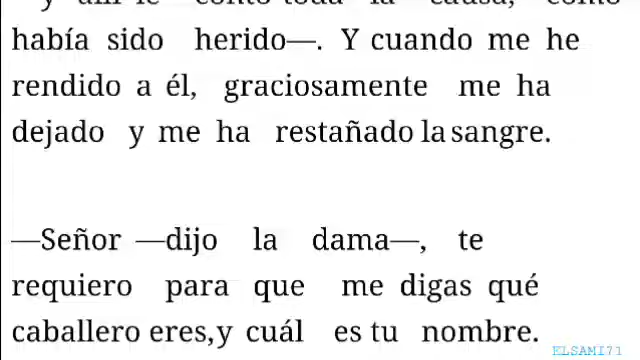 había sido herido—. Y cuando me he
rendido a él, graciosamente me ha
dejado y me ha restañado la sangre.
—Señor —dijo la dama—, te
requiero para que me digas qué
caballero eres,y cuál es tu nombre.
ELSAMI71